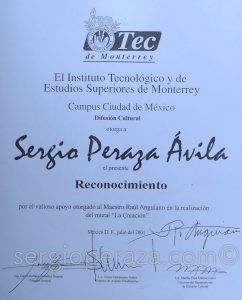 Tec
de Monterrey
El Instituto Tecnológico y de
Estudios Superiores de Monterrey
Campus Ciudad de México
Difusión Cultural
otorga a
Sergio Peraza Ávila
el presente
Reconocimiento
por el valioso apoyo otorgado al Maestro Raúl Anguiano en la realización
del mural "La Creación".
México D. F., julio del 2001
sergioperaza.